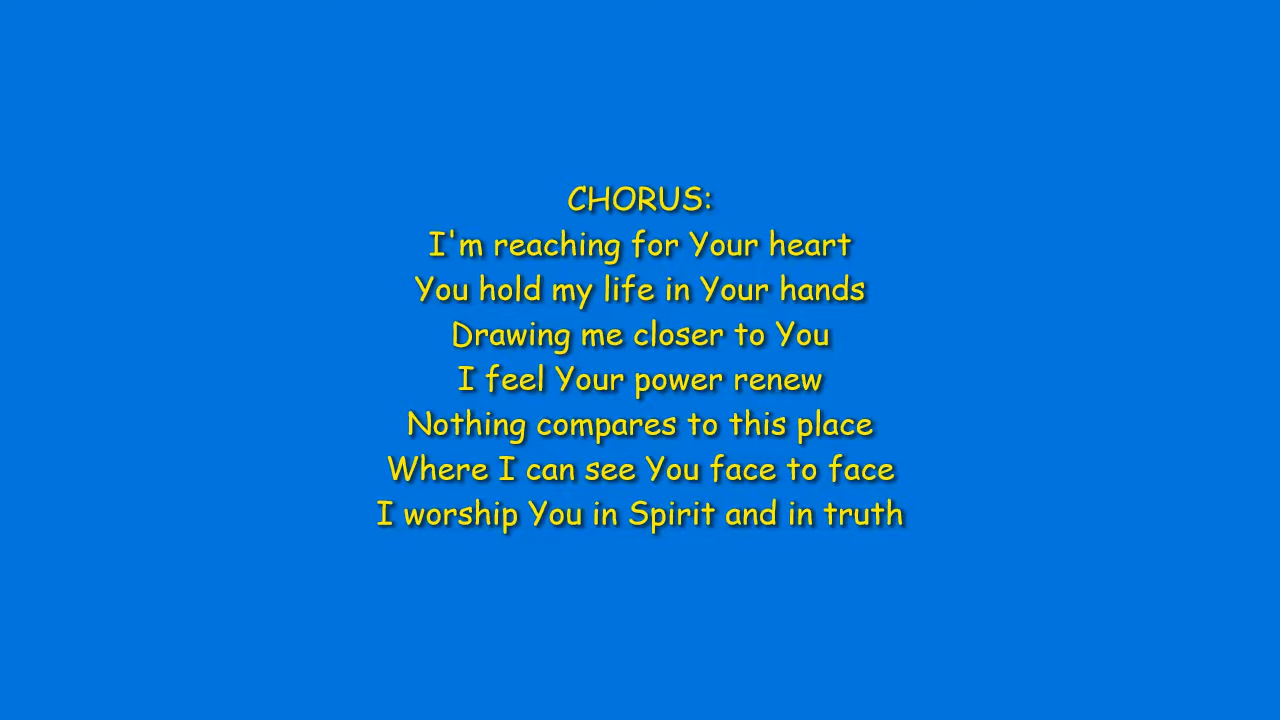 CHORUS:
I'm reaching for Your heart
You hold my life in Your hands
Drawing me closer to You
I feel Your power renew
Nothing compares to this place
Where I can see You face to face
I worship You in Spirit and in truth